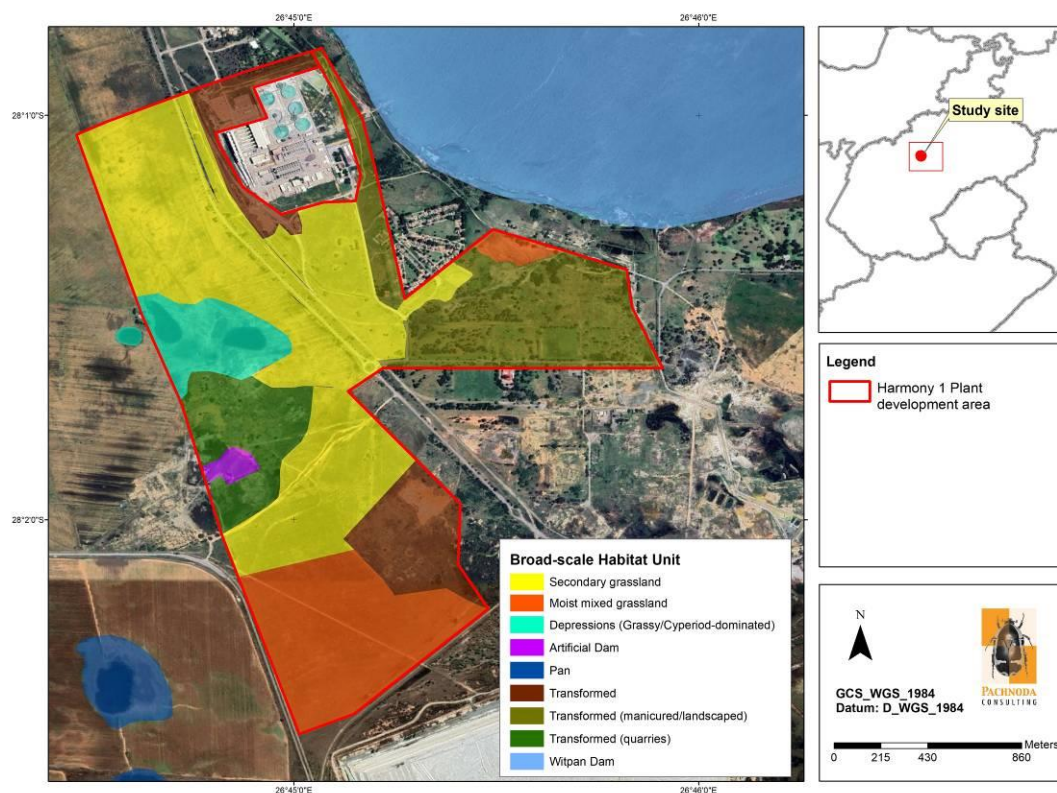 26°45'0"E
26°46'0"E
28°1'0"S
28°2'0"S
Broad-scale Habitat Unit
Secondary grassland
Moist mixed grassland
Depressions (Grassy/Cyperiod-dominated)
Artificial Dam
Pan
Transformed
Transformed (manicured/landscaped)
Transformed (quarries)
Witpan Dam
26°45'0"E
26°46'0"E
Study site
Legend
Harmony 1 Plant
development area
N
PACHNODA
CONSULTING
GCS_WGS_1984
Datum: D_WGS_1984
Meters
0 215 430 860